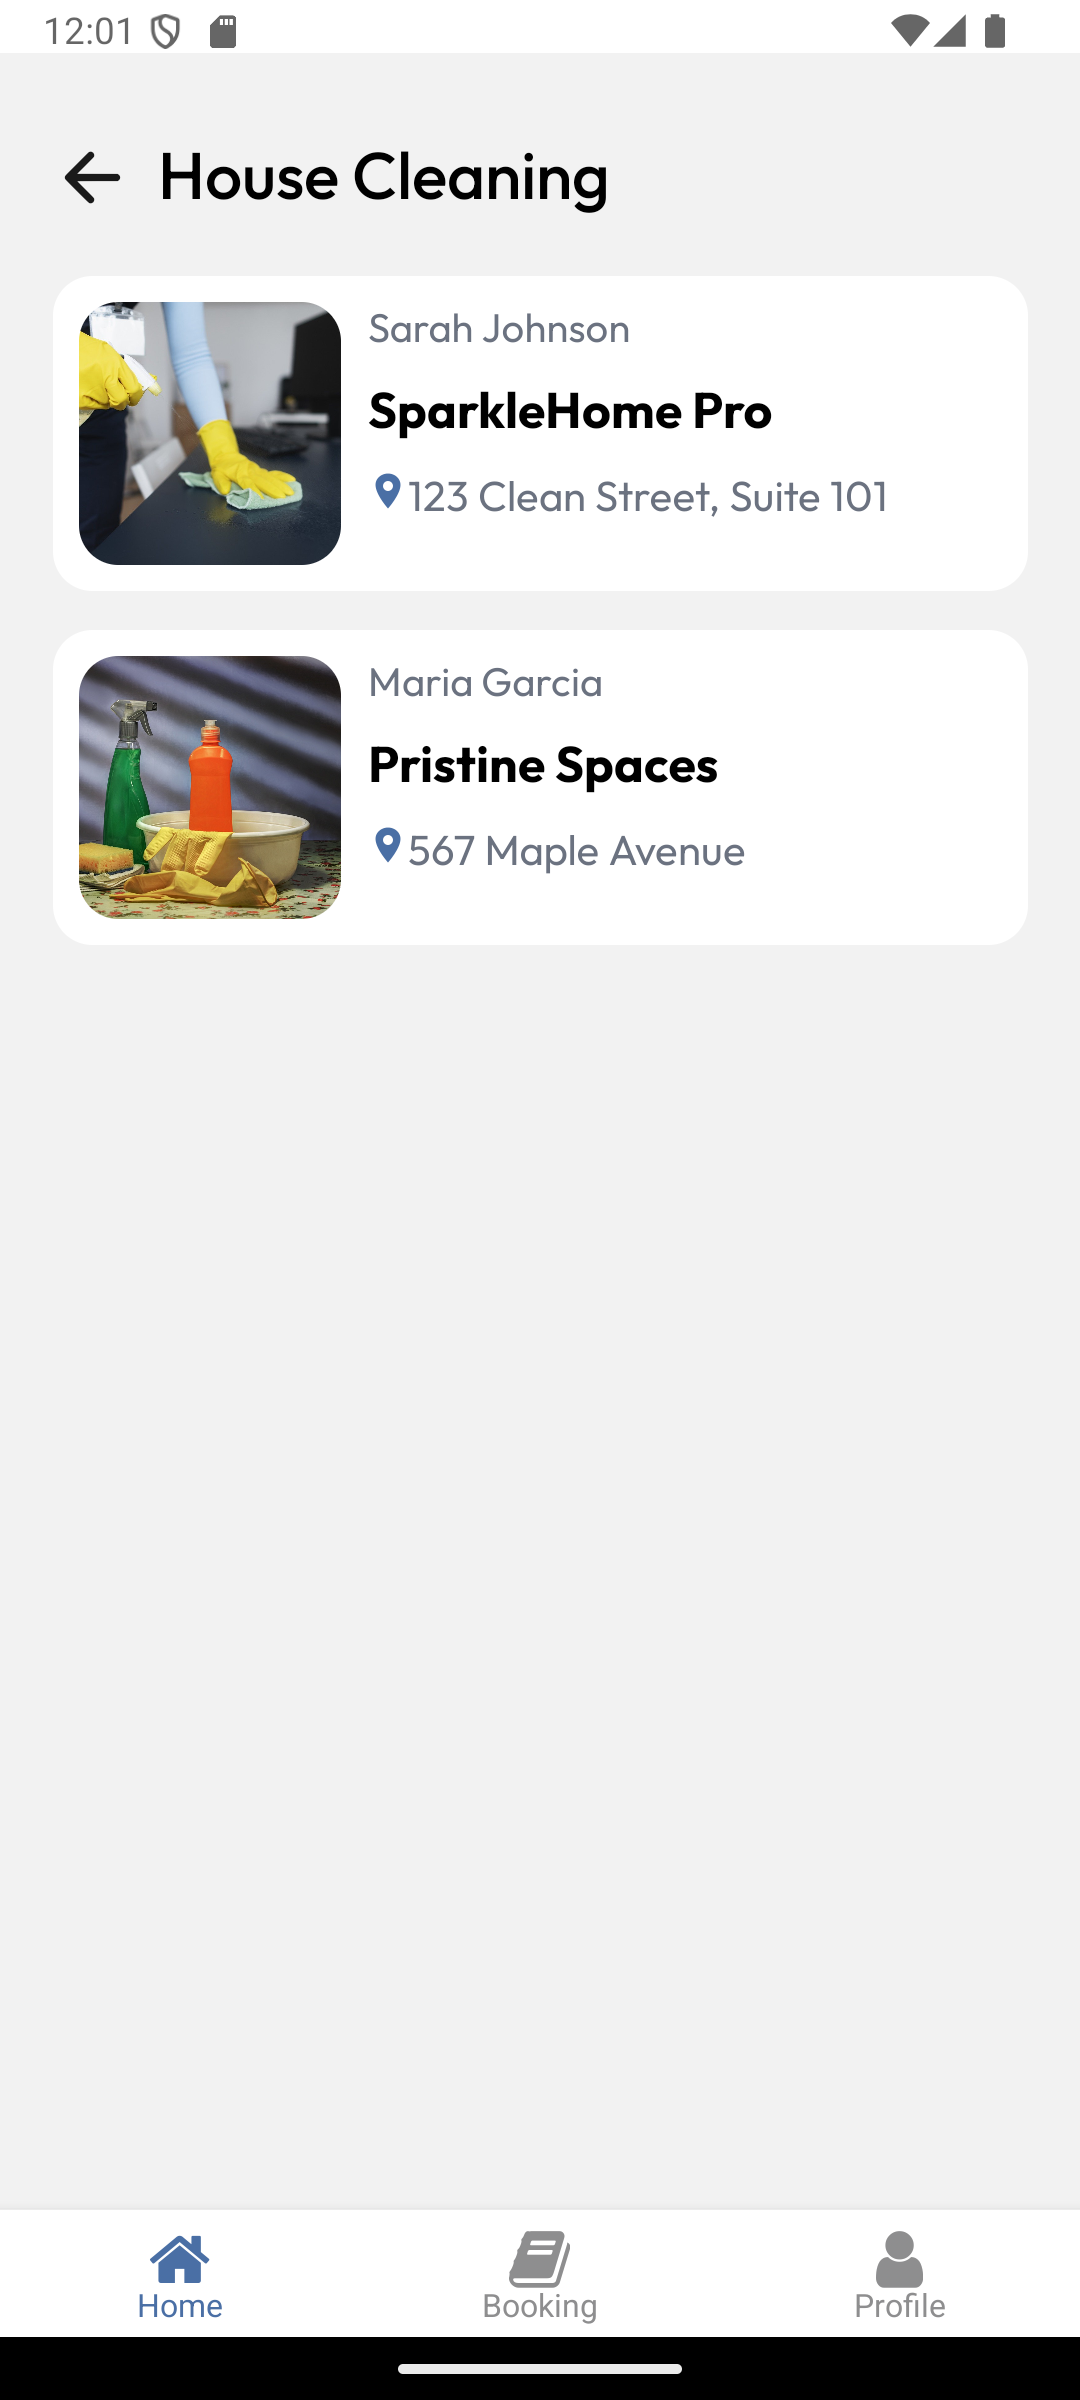 12:01
House Cleaning
Sarah Johnson
SparkleHome Pro
123 Clean Street, Suite 101
Maria Garcia
Pristine Spaces
567 Maple Avenue
Home
Booking
Profile